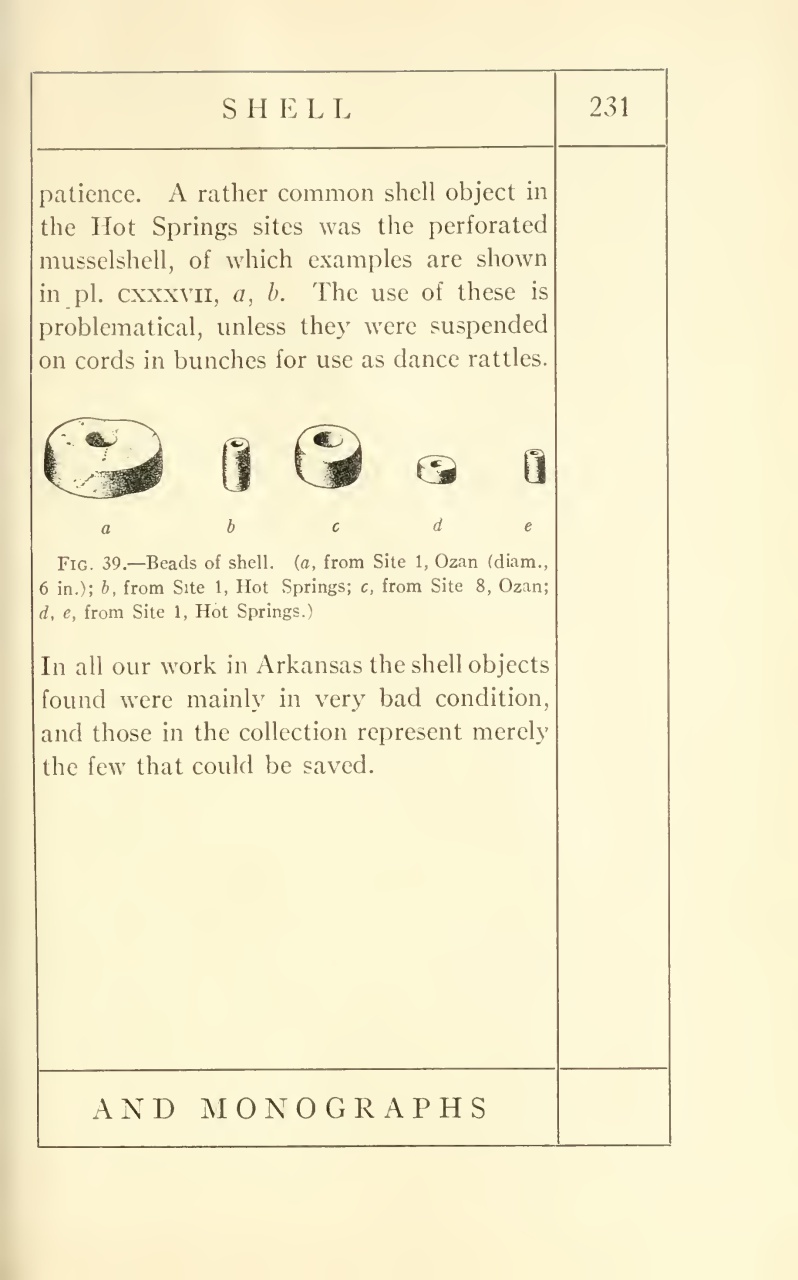 SHELL
231
patience. A rather common shell object in
the Hot Springs sites was the perforated
musselshell, of which examples are shown
in pl. CXXXVII, a, b. The use of these is
problematical, unless they were suspended
on cords in bunches for use as dance rattles.
a b c d e
FIG. 39.—Beads of shell. (a, from Site 1, Ozan (diam.,
6 in.); b, from Site 1, Hot Springs; c, from Site 8, Ozan;
d, e, from Site 1, Hot Springs.)
In all our work in Arkansas the shell objects
found were mainly in very bad condition,
and those in the collection represent merely
the few that could be saved.
AND MONOGRAPHS